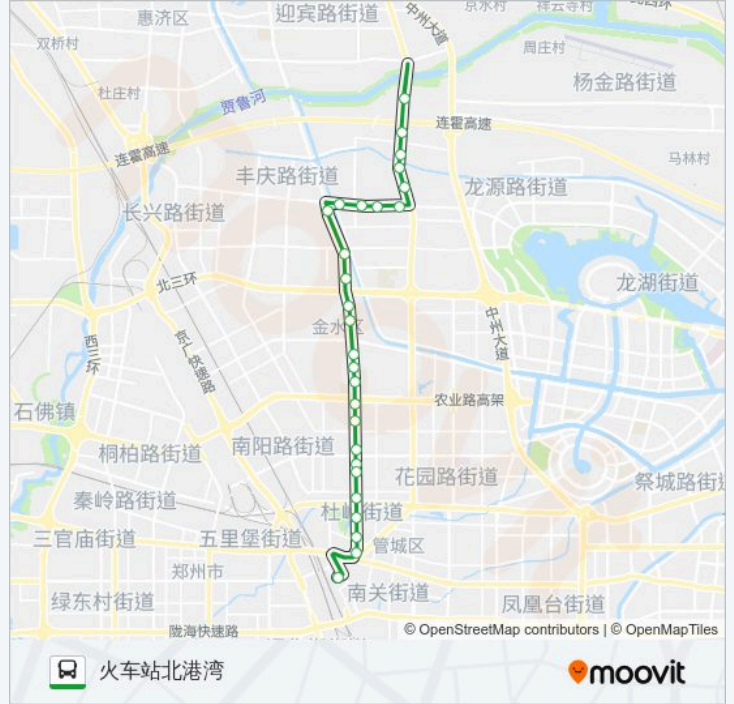 惠济区
迎宾路街道
中州大道
京水村
祥云寺村
双桥村
周庄村
杨金路街道
杜庄村
贾鲁河
连霍高速
连霍高速
马林村
丰庆路街道
龙源路街道
长兴路街道
北三环
龙湖街道
金水区
中州大道
京广快速路
西三环
石佛镇
农业路高架
桐柏路街道
南阳路街道
花园路街道
祭城路街道
秦岭路街道
三官庙街道
五里堡街道
管城区
郑州市
南关街道
绿东村街道
凤凰台街道
陇海快速路
© OpenStreetMap contributors | © OpenMapTiles
火车站北港湾
moovit